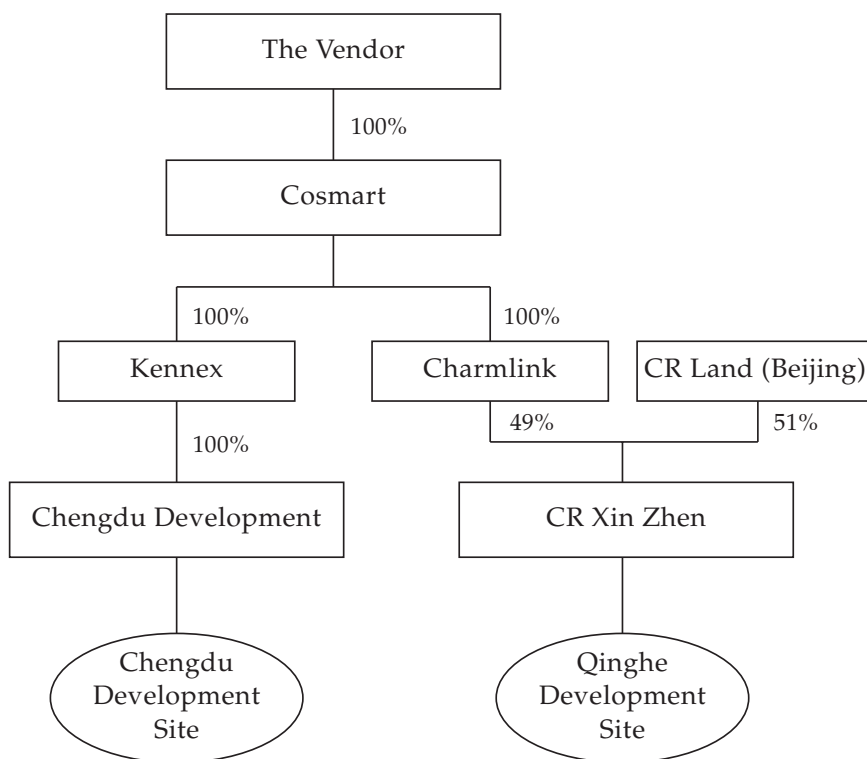 The Vendor
100%
Cosmart
100%
100%
Kennex
Charmlink
CR Land (Beijing)
100%
49%
51%
Chengdu Development
CR Xin Zhen
Chengdu
Development
Site
Qinghe
Development
Site